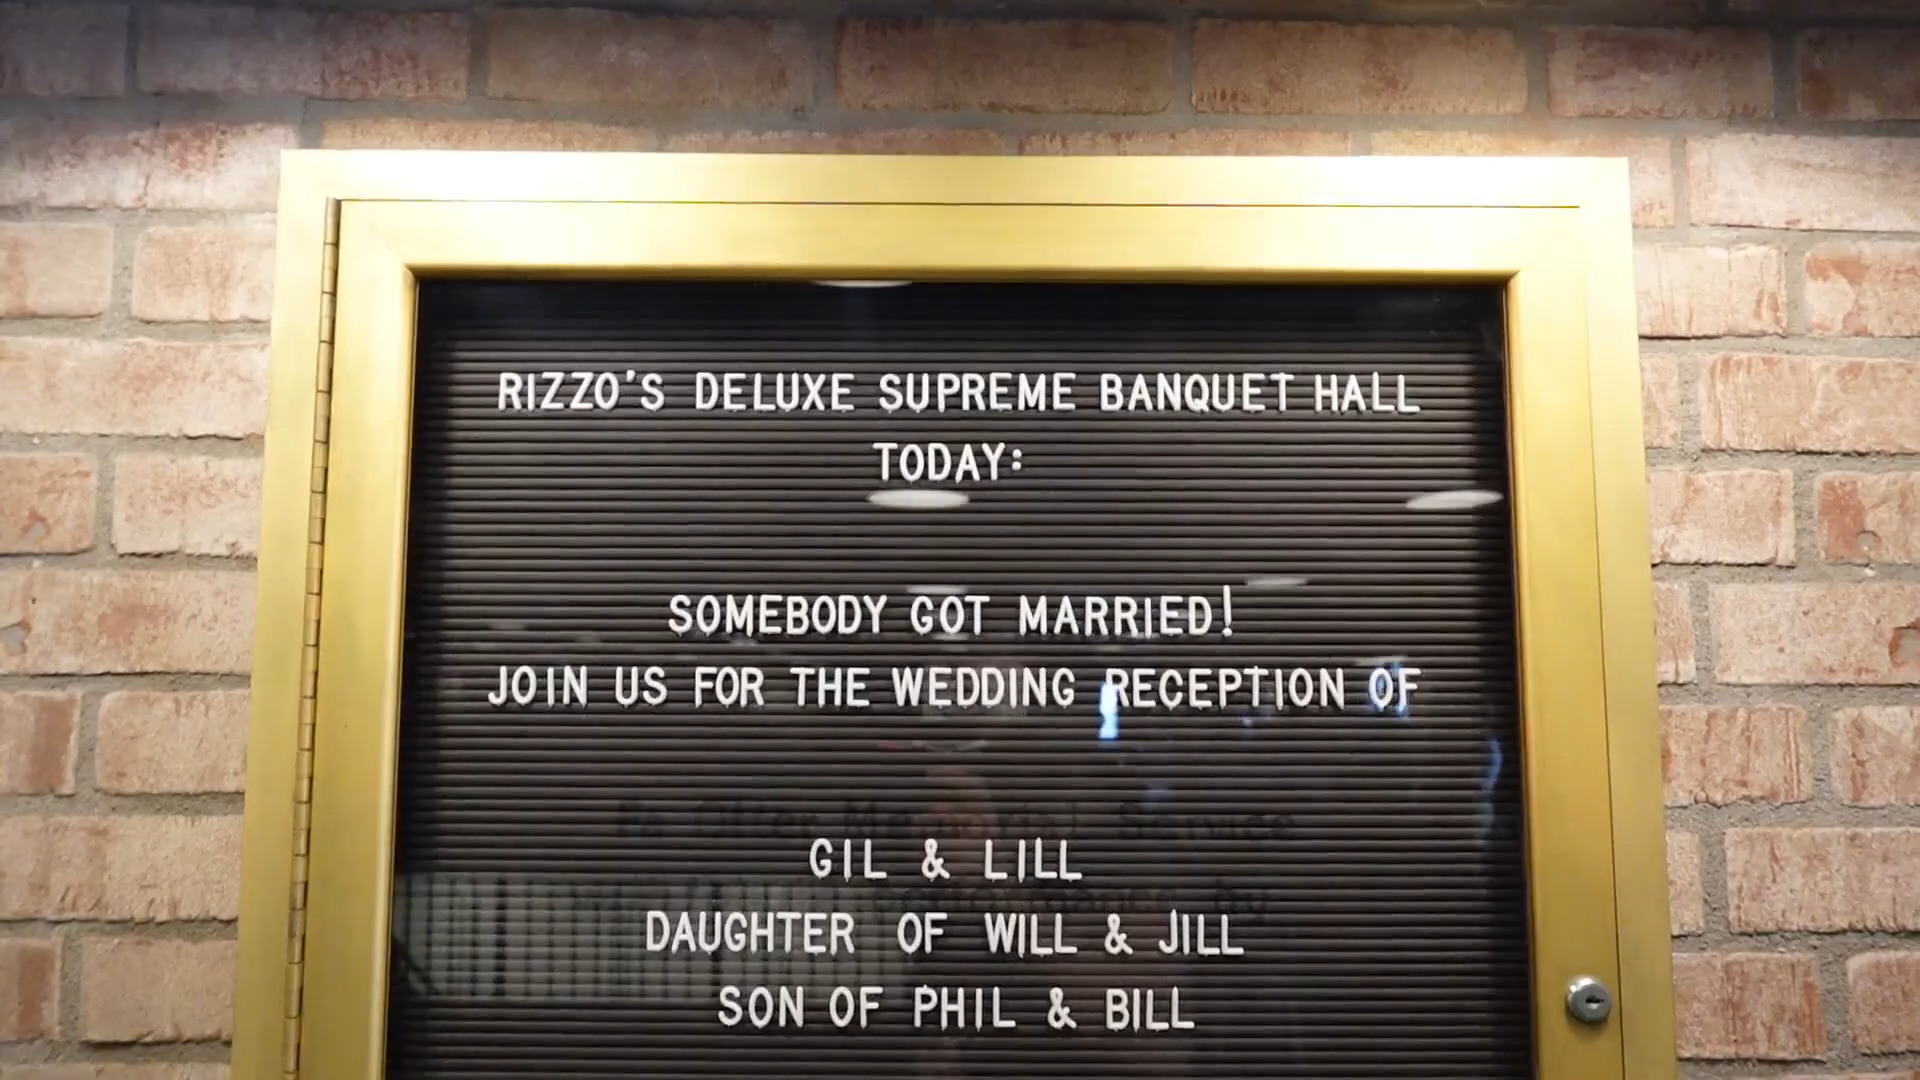 RIZZO'S DELUXE SUPREME BANQUET HALL
TODAY:
SOMEBODY GOT MARRIED!
JOIN US FOR THE WEDDING RECEPTION OF
GIL & LILL
DAUGHTER OF WILL & JILL
SON OF PHIL & BILL